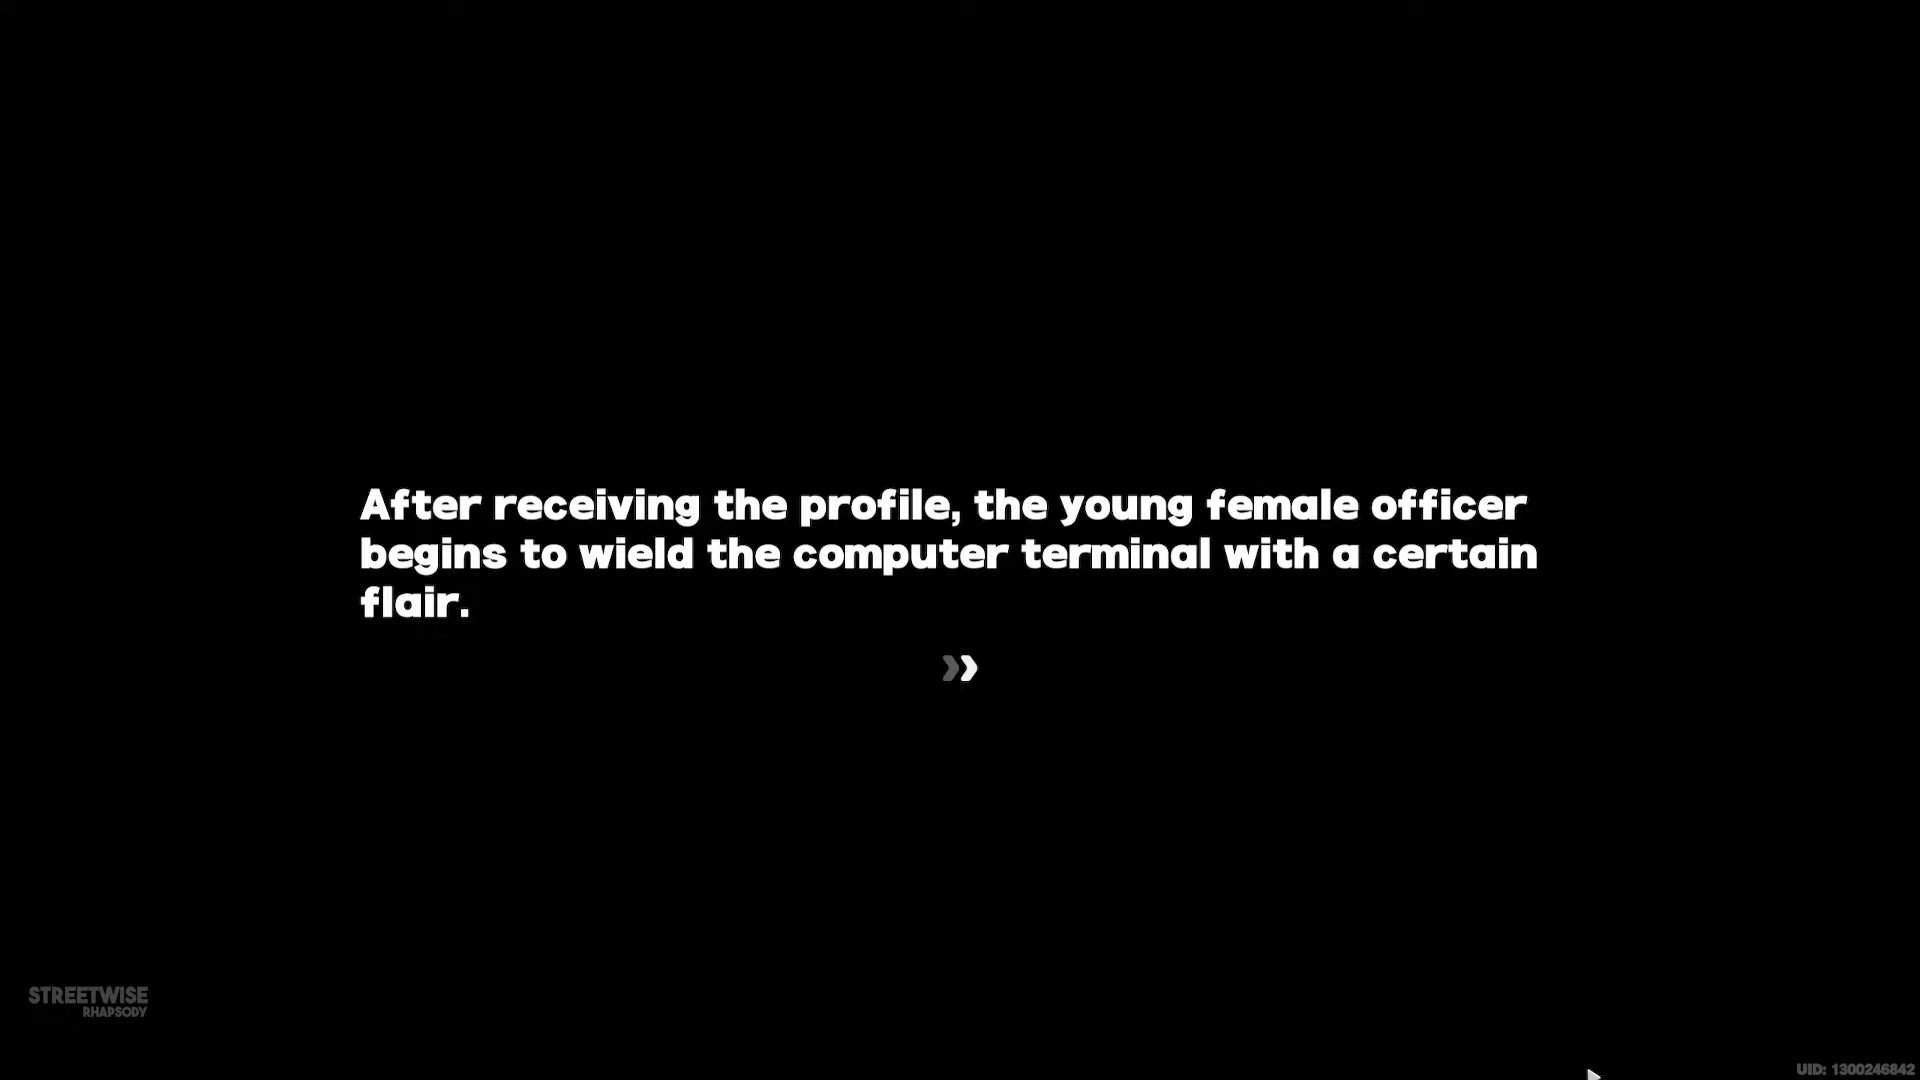 After receiving the profile, the young female officer
begins to wield the computer terminal with a certain
flair.
STREETWISE
RHAPSODY
UID: 1300246842